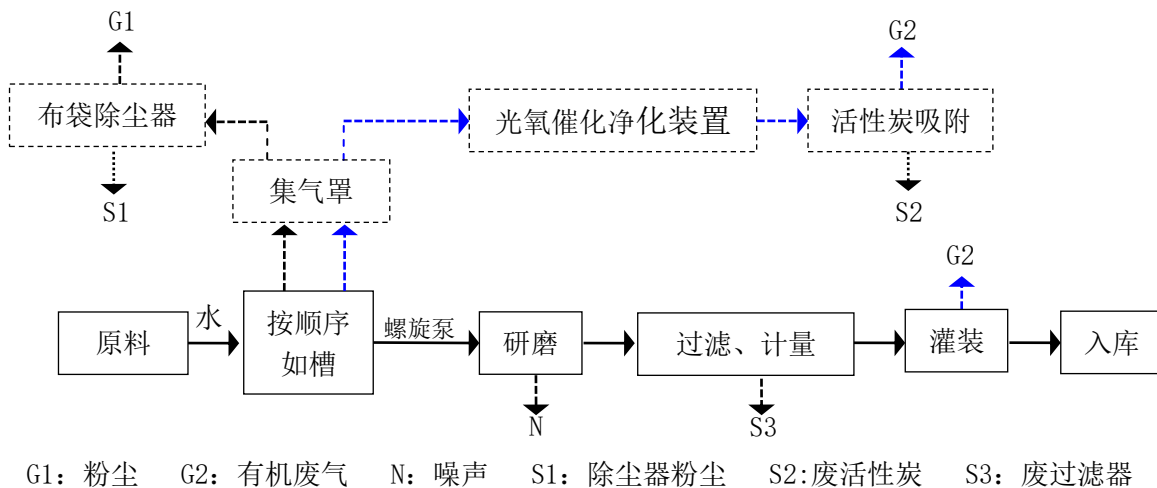 G1
G2
布袋除尘器
光氧催化净化装置
活性炭吸附
集气罩
S1
S2
G2
原料
水
按顺序
如槽
螺旋泵
研磨
过滤、计量
灌装
入库
N
S3
G1：粉尘 G2：有机废气 N：噪声 S1：除尘器粉尘 S2:废活性炭 S3：废过滤器